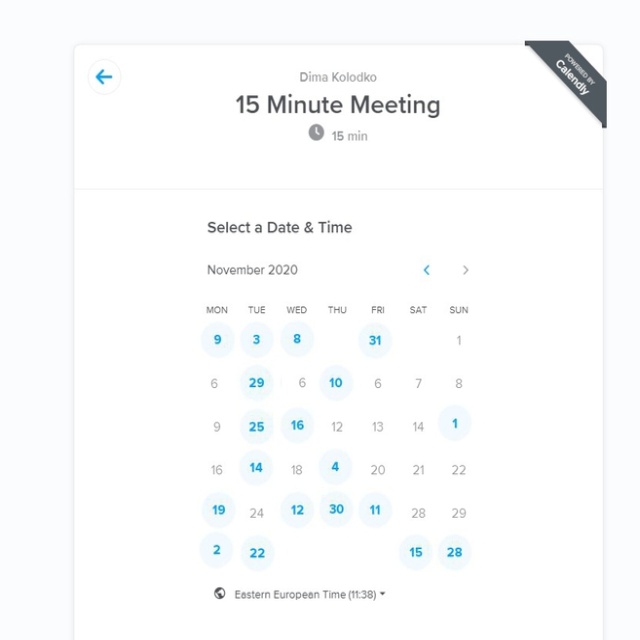 POWERED BY
Calendly
Dima Kolodko
15 Minute Meeting
15 min
Select a Date & Time
November 2020
MON TUE WED THU FRI SAT SUN
9 3 8 31 1
6 29 6 10 6 7 8
9 25 16 12 13 14 1
16 14 18 4 20 21 22
19 24 12 30 11 28 29
2 22 15 28
Eastern European Time (11:38)